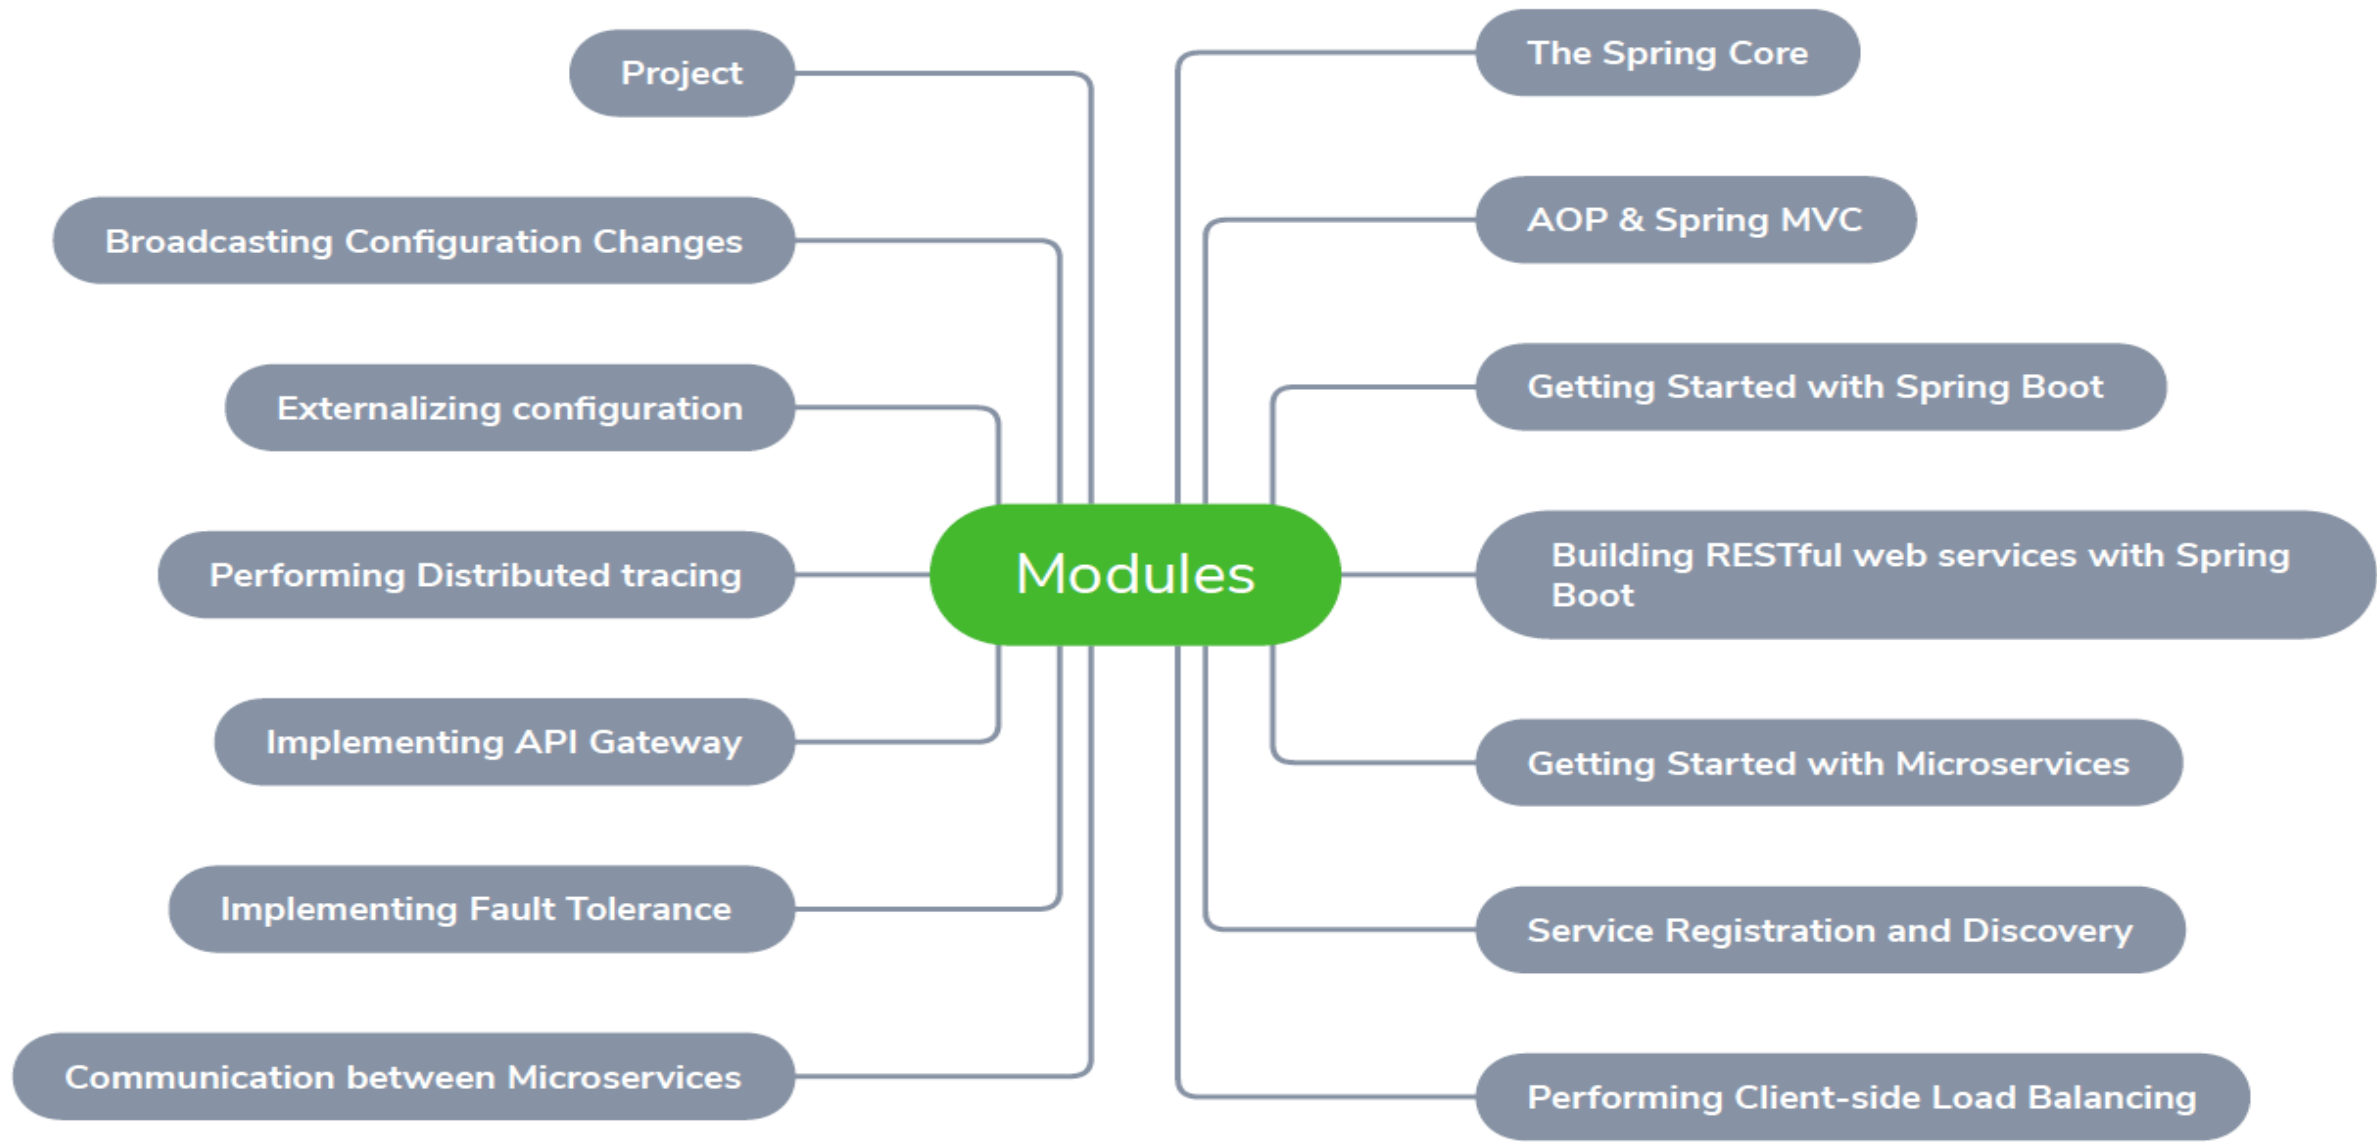 Project
Broadcasting Configuration Changes
Externalizing configuration
Performing Distributed tracing
Implementing API Gateway
Implementing Fault Tolerance
Communication between Microservices
Modules
The Spring Core
AOP & Spring MVC
Getting Started with Spring Boot
Building RESTful web services with Spring
Boot
Getting Started with Microservices
Service Registration and Discovery
Performing Client-side Load Balancing